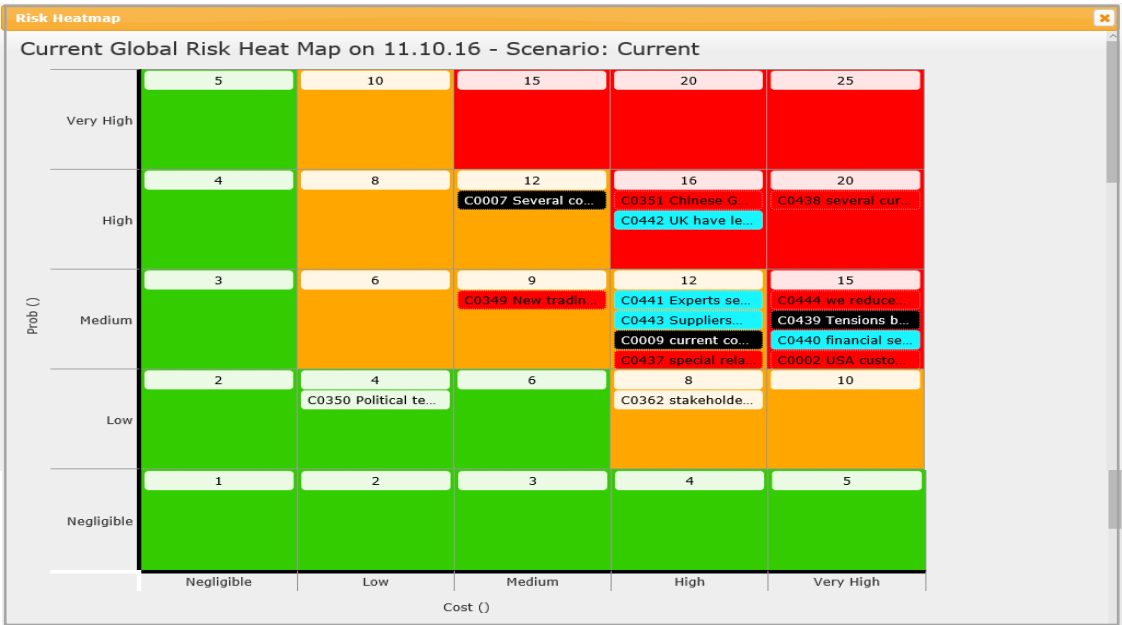 Risk Heatmap
Current Global Risk Heat Map on 11.10.16 - Scenario: Current
Prob ()
Very High
5 10 15 20 25
High
4 8 12 16 20
C0007 Several co... C0351 Chinese G... C0438 several cur...
C0442 UK have le...
Medium
3 6 9 12 15
C0349 New tradin... C0441 Experts se... C0444 we reduce...
C0443 Suppliers... C0439 Tensions b...
C0009 current co... C0440 financial se...
C0437 special rela... C0002 USA custo...
Low
2 4 6 8 10
C0350 Political te... C0362 stakeholde...
Negligible
1 2 3 4 5
Negligible Low Medium High Very High
Cost ()